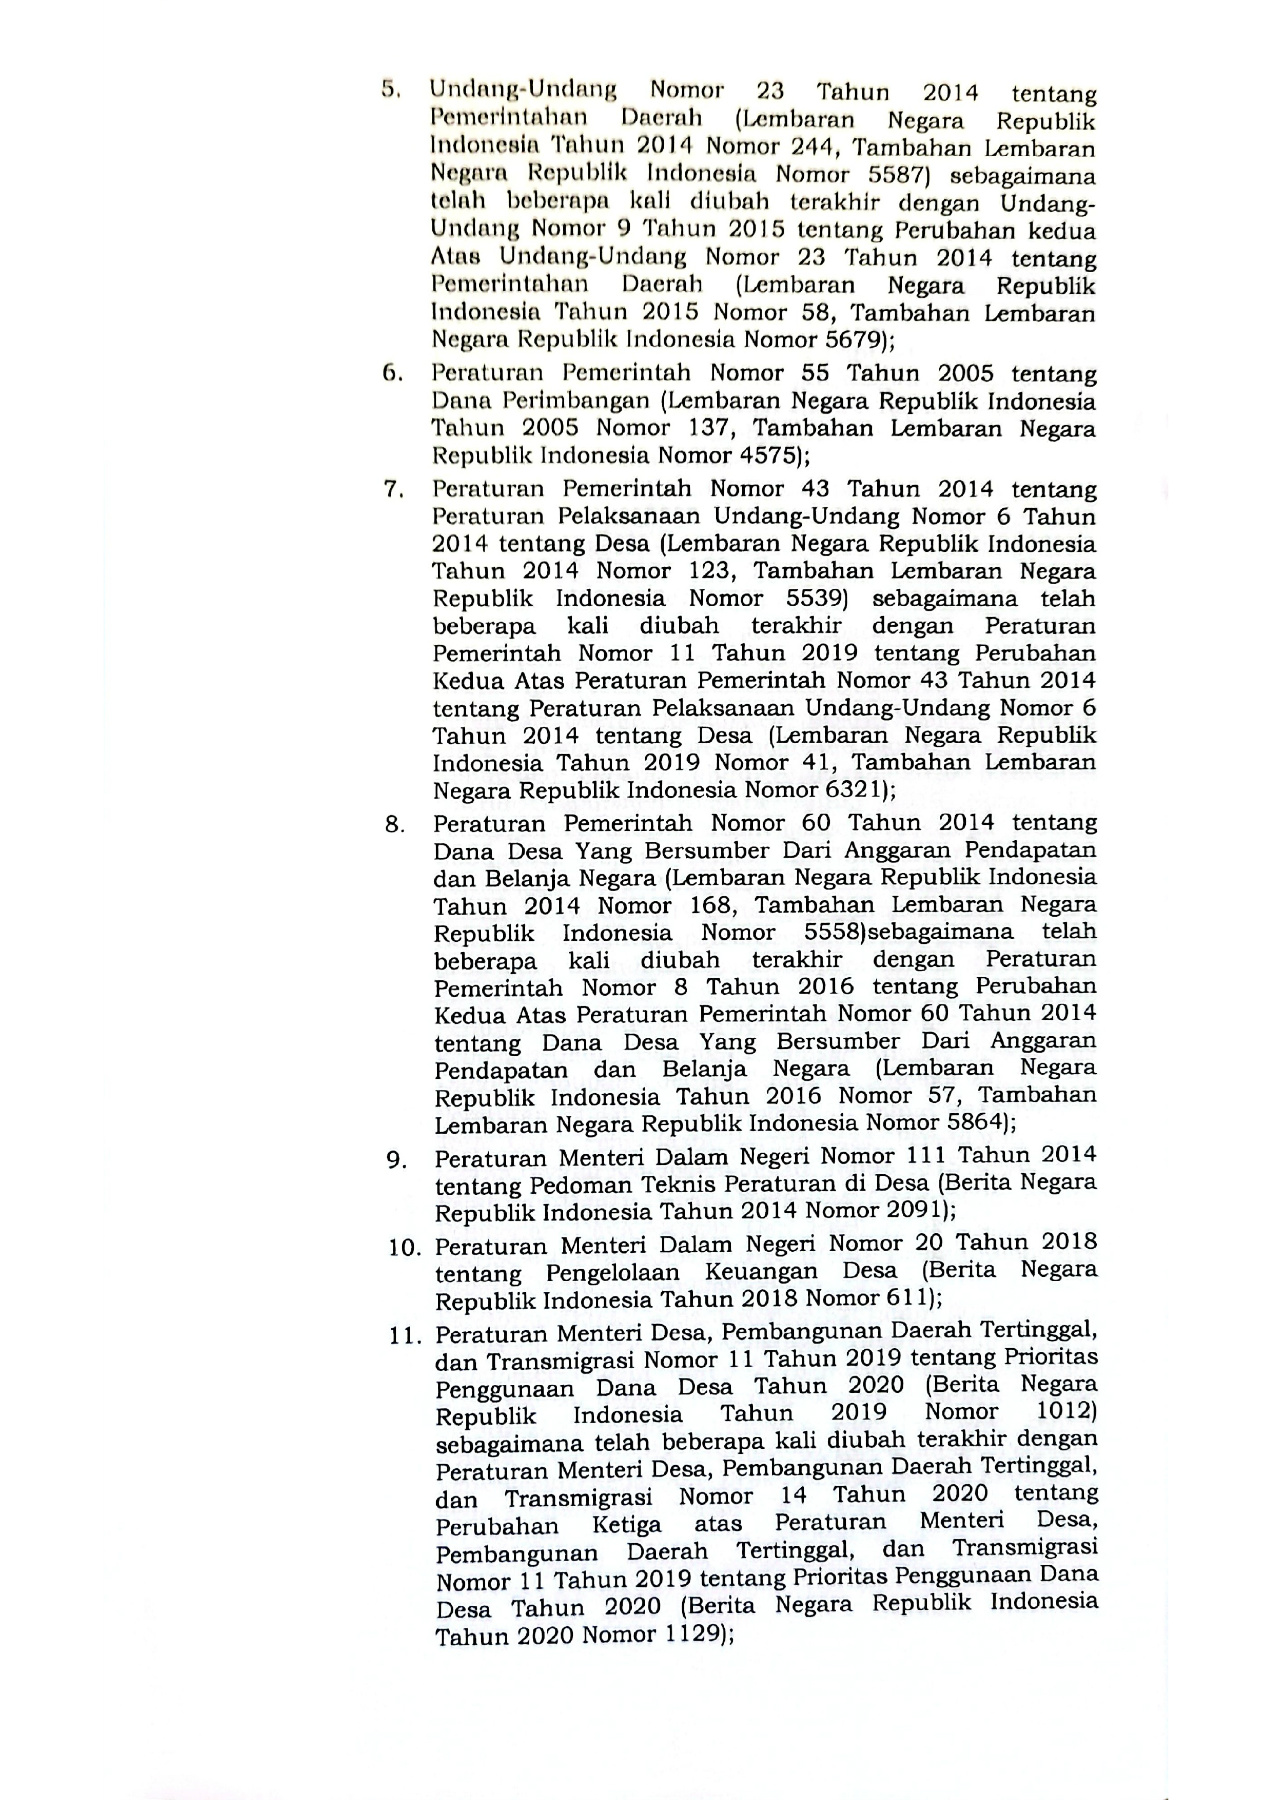 5. Undang-Undang Nomor 23 Tahun 2014 tentang
Pemerintahan Daerah (Lembaran Negara Republik
Indonesia Tahun 2014 Nomor 244, Tambahan Lembaran
Negara Republik Indonesia Nomor 5587) sebagaimana
telah beberapa kali diubah terakhir dengan Undang-
Undang Nomor 9 Tahun 2015 tentang Perubahan kedua
Atas Undang-Undang Nomor 23 Tahun 2014 tentang
Pemerintahan Daerah (Lembaran Negara Republik
Indonesia Tahun 2015 Nomor 58, Tambahan Lembaran
Negara Republik Indonesia Nomor 5679);
6. Peraturan Pemerintah Nomor 55 Tahun 2005 tentang
Dana Perimbangan (Lembaran Negara Republik Indonesia
Tahun 2005 Nomor 137, Tambahan Lembaran Negara
Republik Indonesia Nomor 4575);
7. Peraturan Pemerintah Nomor 43 Tahun 2014 tentang
Peraturan Pelaksanaan Undang-Undang Nomor 6 Tahun
2014 tentang Desa (Lembaran Negara Republik Indonesia
Tahun 2014 Nomor 123, Tambahan Lembaran Negara
Republik Indonesia Nomor 5539) sebagaimana telah
beberapa kali diubah terakhir dengan Peraturan
Pemerintah Nomor 11 Tahun 2019 tentang Perubahan
Kedua Atas Peraturan Pemerintah Nomor 43 Tahun 2014
tentang Peraturan Pelaksanaan Undang-Undang Nomor 6
Tahun 2014 tentang Desa (Lembaran Negara Republik
Indonesia Tahun 2019 Nomor 41, Tambahan Lembaran
Negara Republik Indonesia Nomor 6321);
8. Peraturan Pemerintah Nomor 60 Tahun 2014 tentang
Dana Desa Yang Bersumber Dari Anggaran Pendapatan
dan Belanja Negara (Lembaran Negara Republik Indonesia
Tahun 2014 Nomor 168, Tambahan Lembaran Negara
Republik Indonesia Nomor 5558)sebagaimana telah
beberapa kali diubah terakhir dengan Peraturan
Pemerintah Nomor 8 Tahun 2016 tentang Perubahan
Kedua Atas Peraturan Pemerintah Nomor 60 Tahun 2014
tentang Dana Desa Yang Bersumber Dari Anggaran
Pendapatan dan Belanja Negara (Lembaran Negara
Republik Indonesia Tahun 2016 Nomor 57, Tambahan
Lembaran Negara Republik Indonesia Nomor 5864);
9. Peraturan Menteri Dalam Negeri Nomor 111 Tahun 2014
tentang Pedoman Teknis Peraturan di Desa (Berita Negara
Republik Indonesia Tahun 2014 Nomor 2091);
10. Peraturan Menteri Dalam Negeri Nomor 20 Tahun 2018
tentang Pengelolaan Keuangan Desa (Berita Negara
Republik Indonesia Tahun 2018 Nomor 611);
11. Peraturan Menteri Desa, Pembangunan Daerah Tertinggal,
dan Transmigrasi Nomor 11 Tahun 2019 tentang Prioritas
Penggunaan Dana Desa Tahun 2020 (Berita Negara
Republik Indonesia Tahun 2019 Nomor 1012)
sebagaimana telah beberapa kali diubah terakhir dengan
Peraturan Menteri Desa, Pembangunan Daerah Tertinggal,
dan Transmigrasi Nomor 14 Tahun 2020 tentang
Perubahan Ketiga atas Peraturan Menteri Desa,
Pembangunan Daerah Tertinggal, dan Transmigrasi
Nomor 11 Tahun 2019 tentang Prioritas Penggunaan Dana
Desa Tahun 2020 (Berita Negara Republik Indonesia
Tahun 2020 Nomor 1129);